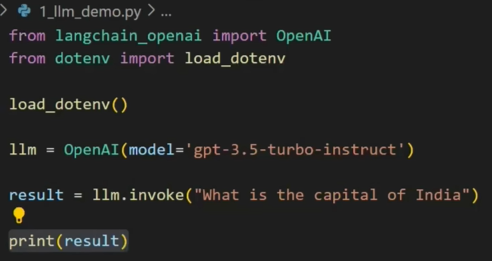 1_llm_demo.py > ...
from langchain_openai import OpenAI
from dotenv import load_dotenv
load_dotenv()
llm = OpenAI(model='gpt-3.5-turbo-instruct')
result = llm.invoke("What is the capital of India")
print(result)